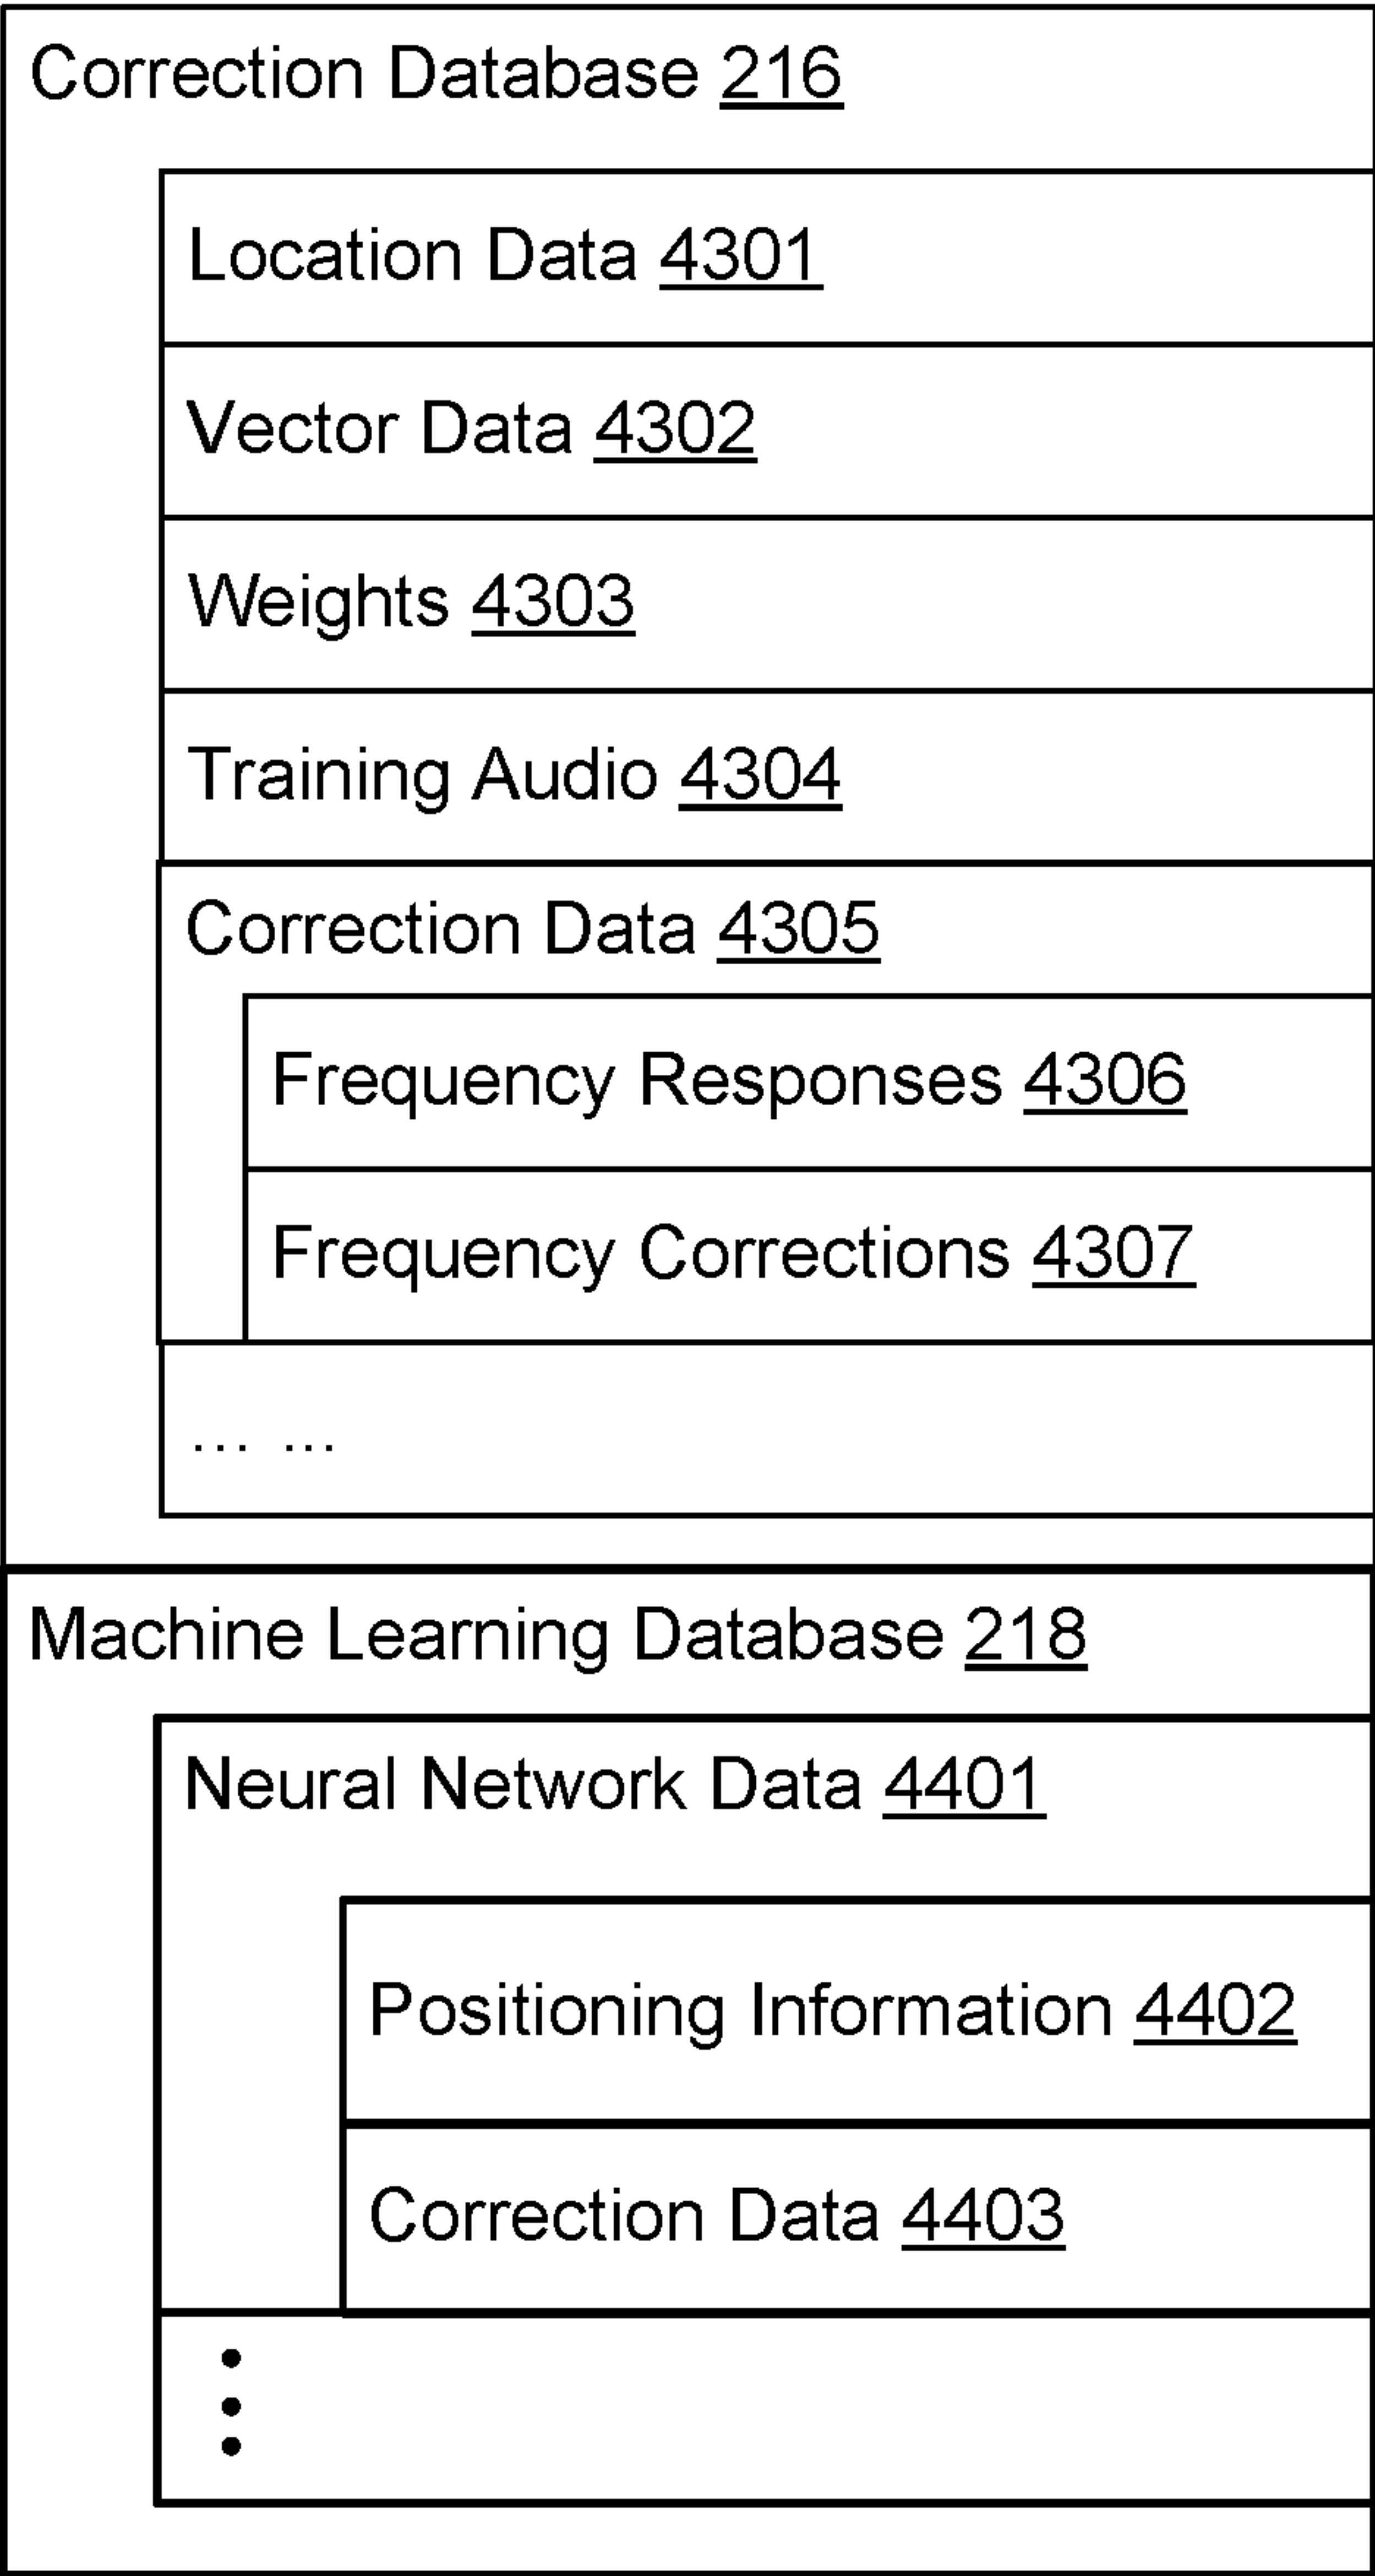 Correction Database 216
Location Data 4301
Vector Data 4302
Weights 4303
Training Audio 4304
Correction Data 4305
Frequency Responses 4306
Frequency Corrections 4307
... ...
Machine Learning Database 218
Neural Network Data 4401
Positioning Information 4402
Correction Data 4403